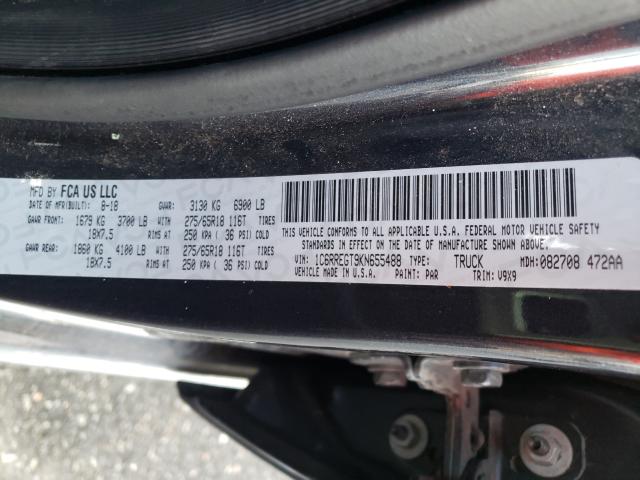 MFD BY FCA US LLC
DATE OF MFR(BUILT): 8-18 GVWR: 3130 KG 6900 LB
GAWR FRONT: 1679 KG 3700 LB WITH 275/65R18 116T TIRES
18X7.5 RIMS AT 250 KPA ( 36 PSI) COLD
GAWR REAR: 1860 KG 4100 LB WITH 275/65R18 116T TIRES
18X7.5 RIMS AT 250 KPA ( 36 PSI) COLD
THIS VEHICLE CONFORMS TO ALL APPLICABLE U.S.A. FEDERAL MOTOR VEHICLE SAFETY
STANDARDS IN EFFECT ON THE DATE OF MANUFACTURE SHOWN ABOVE.
VIN: 1C6RREGT9KN655488 TYPE: TRUCK MDH: 082708 472AA
PAINT: PAR TRIM: V9X9